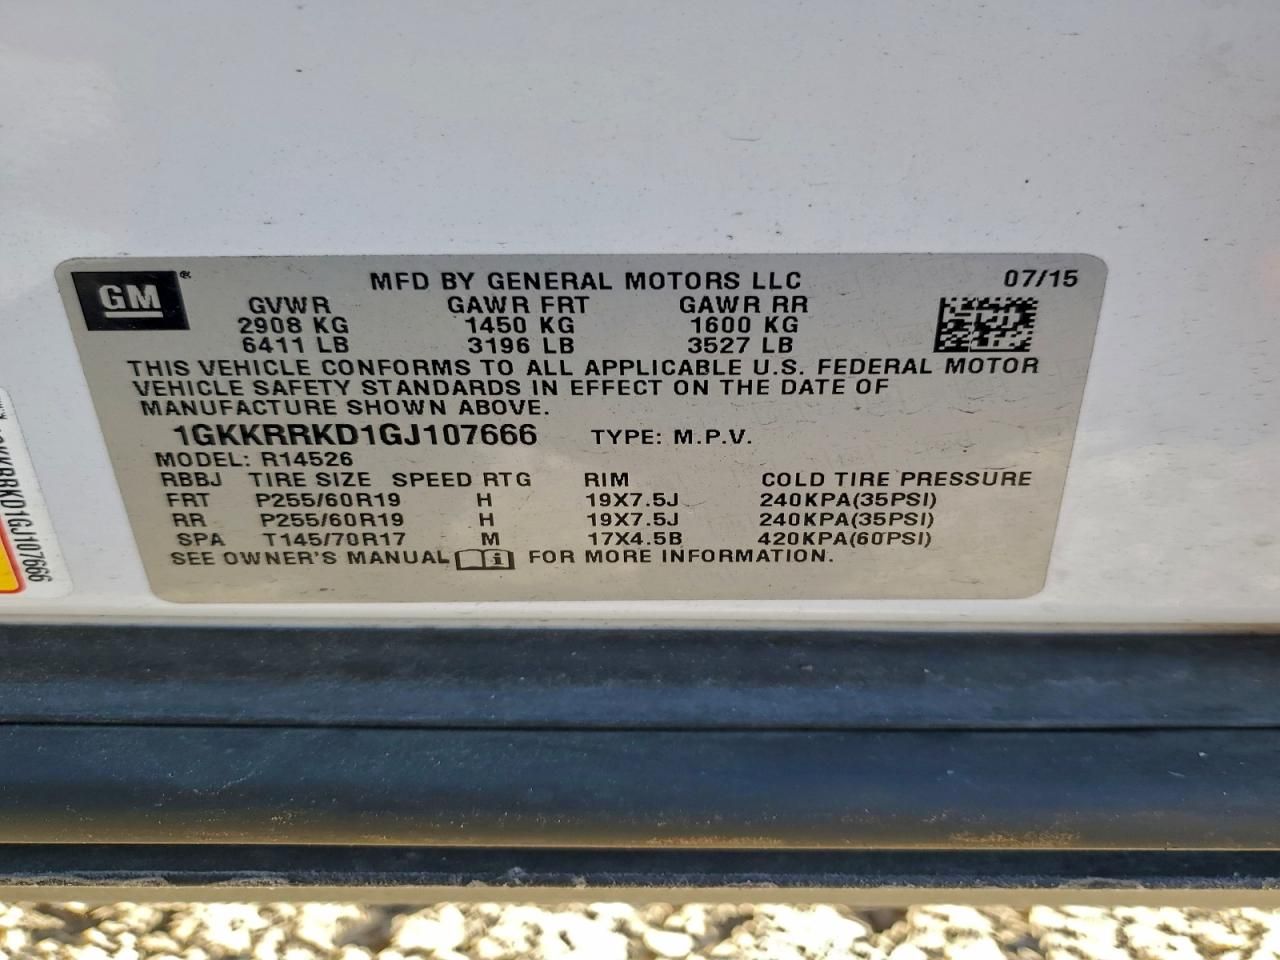 GM ® MFD BY GENERAL MOTORS LLC 07/15
GVWR GAWR FRT GAWR RR
2908 KG 1450 KG 1600 KG
6411 LB 3196 LB 3527 LB
THIS VEHICLE CONFORMS TO ALL APPLICABLE U.S. FEDERAL MOTOR
VEHICLE SAFETY STANDARDS IN EFFECT ON THE DATE OF
MANUFACTURE SHOWN ABOVE.
1GKKRRKD1GJ107666 TYPE: M.P.V.
MODEL: R14526
RBBJ TIRE SIZE SPEED RTG RIM COLD TIRE PRESSURE
FRT P255/60R19 H 19X7.5J 240KPA(35PSI)
RR P255/60R19 H 19X7.5J 240KPA(35PSI)
SPA T145/70R17 M 17X4.5B 420KPA(60PSI)
SEE OWNER'S MANUAL i FOR MORE INFORMATION.
KKRRKD1GJ107666